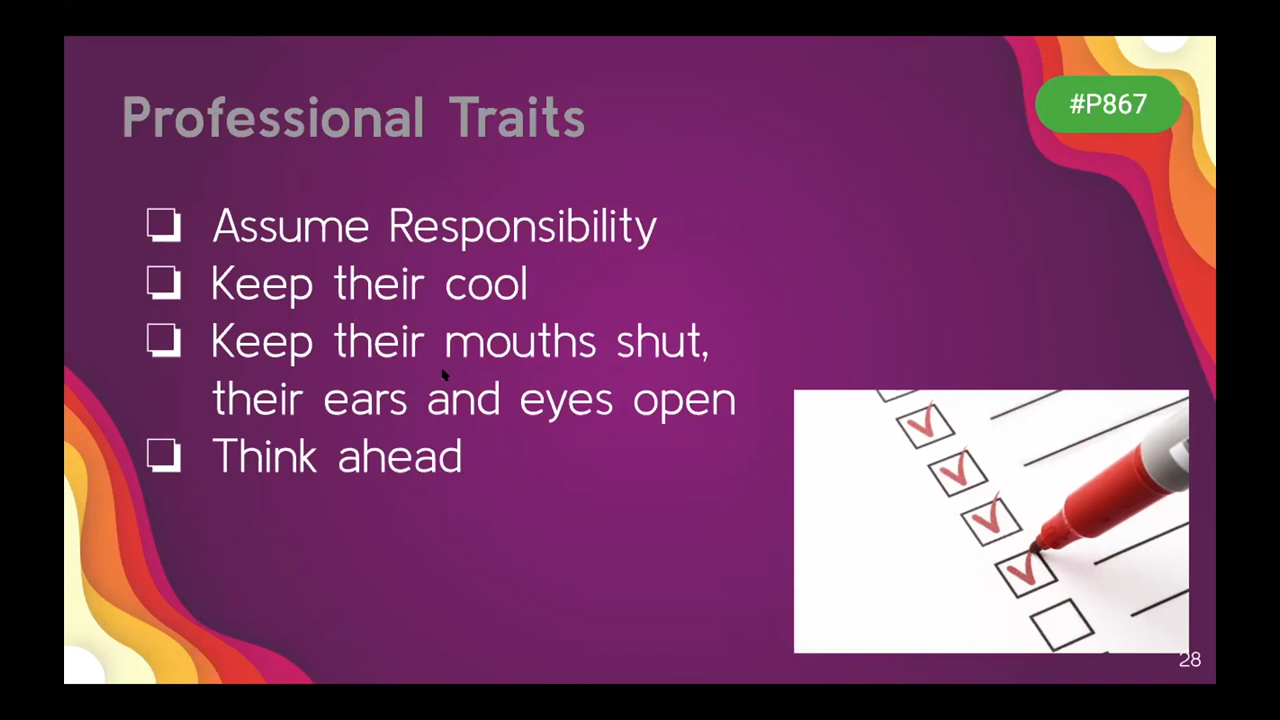 Professional Traits
#P867
Assume Responsibility
Keep their cool
Keep their mouths shut,
their ears and eyes open
Think ahead
28